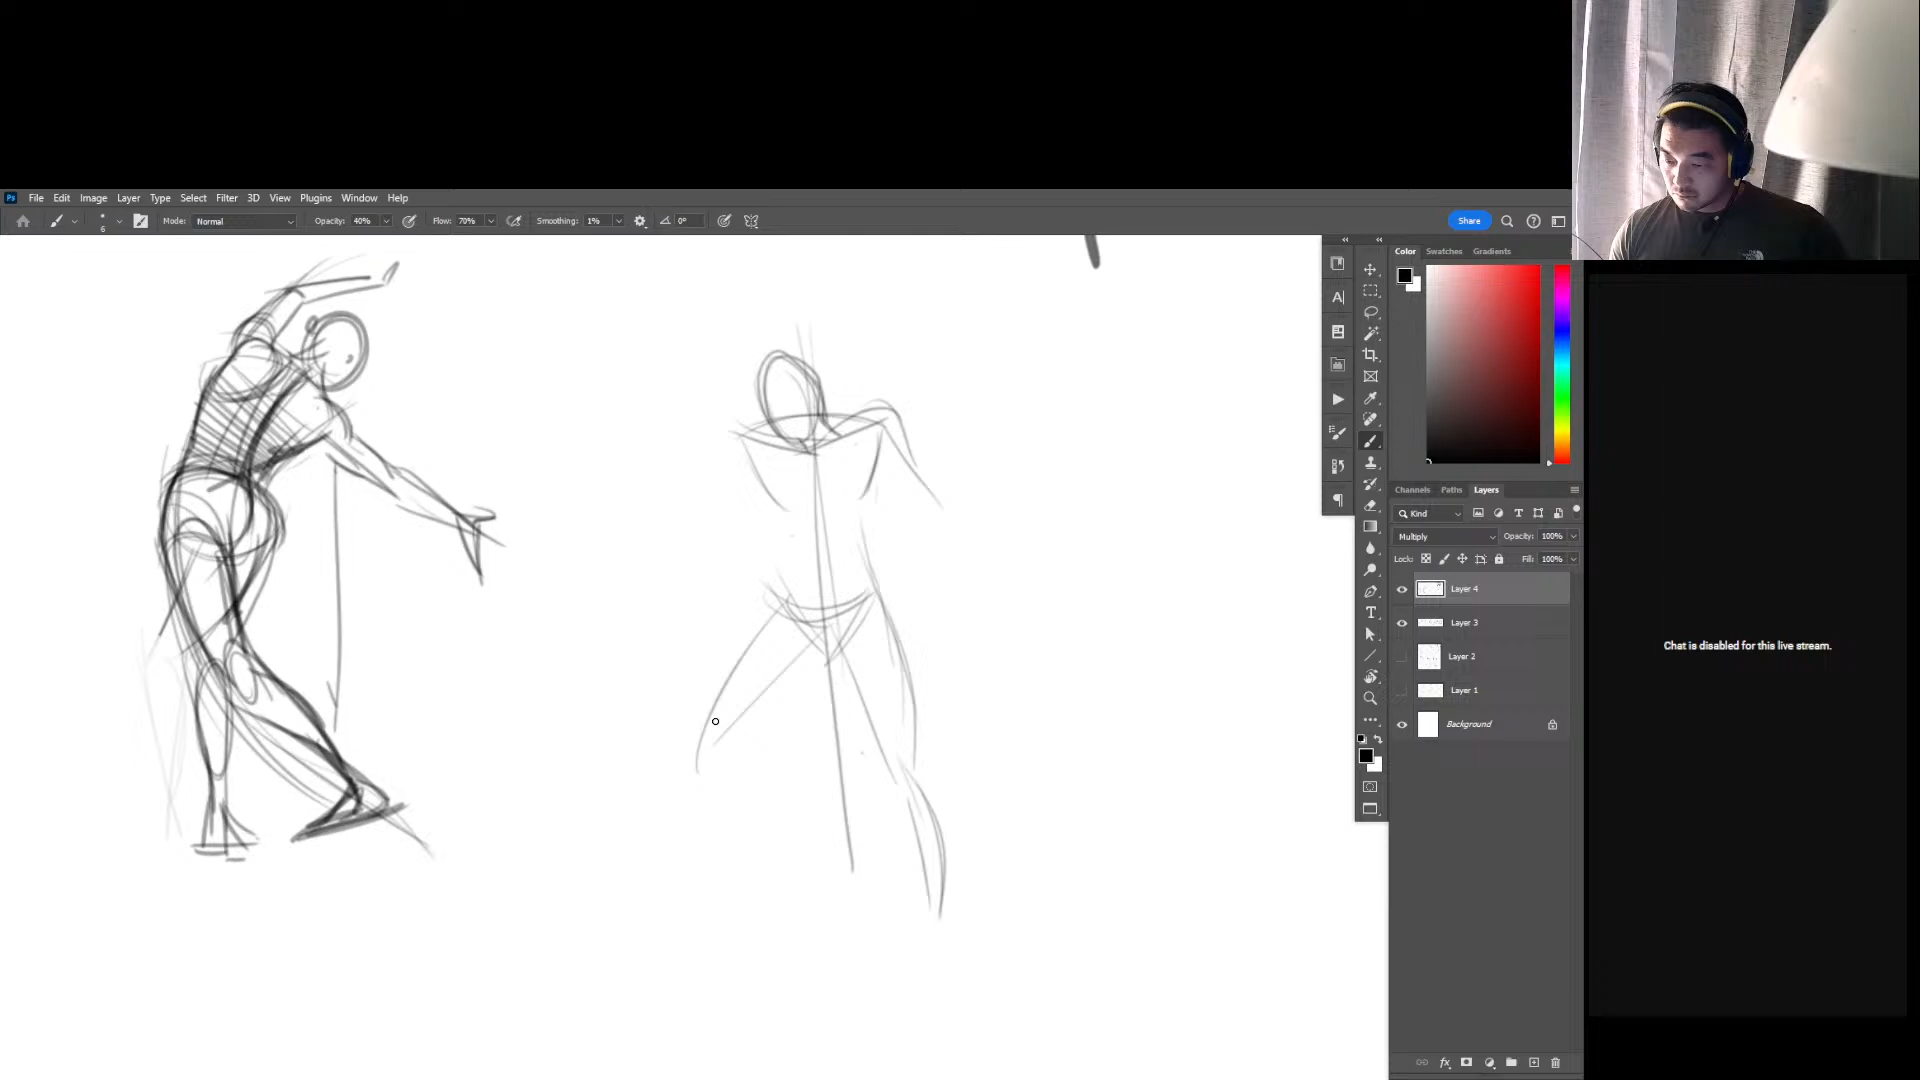 Ps File Edit Image Layer Type Select Filter 3D View Plugins Window Help
6 Mode: Normal Opacity: 40% Flow: 70% Smoothing: 1% 0° Share
Color Swatches Gradients
Channels Paths Layers
Kind
Multiply Opacity: 100%
Lock: Fill: 100%
Layer 4
Layer 3
Layer 2
Layer 1
Background
Chat is disabled for this live stream.